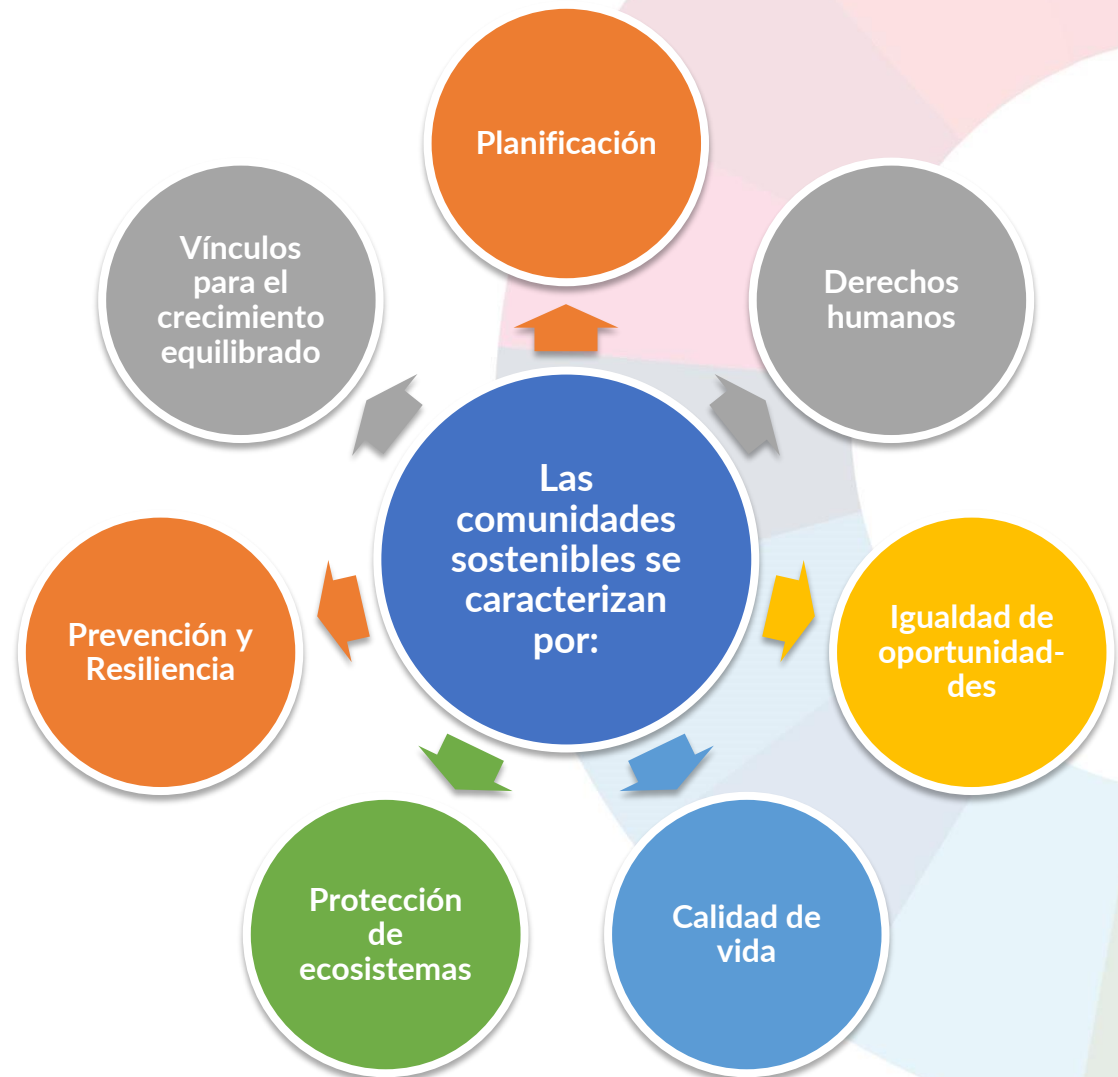 Planificación
Vínculos
para el
crecimiento
equilibrado
Derechos
humanos
Las
comunidades
sostenibles se
caracterizan
por:
Prevención y
Resiliencia
Igualdad de
oportunidad-
des
Protección
de
ecosistemas
Calidad de
vida